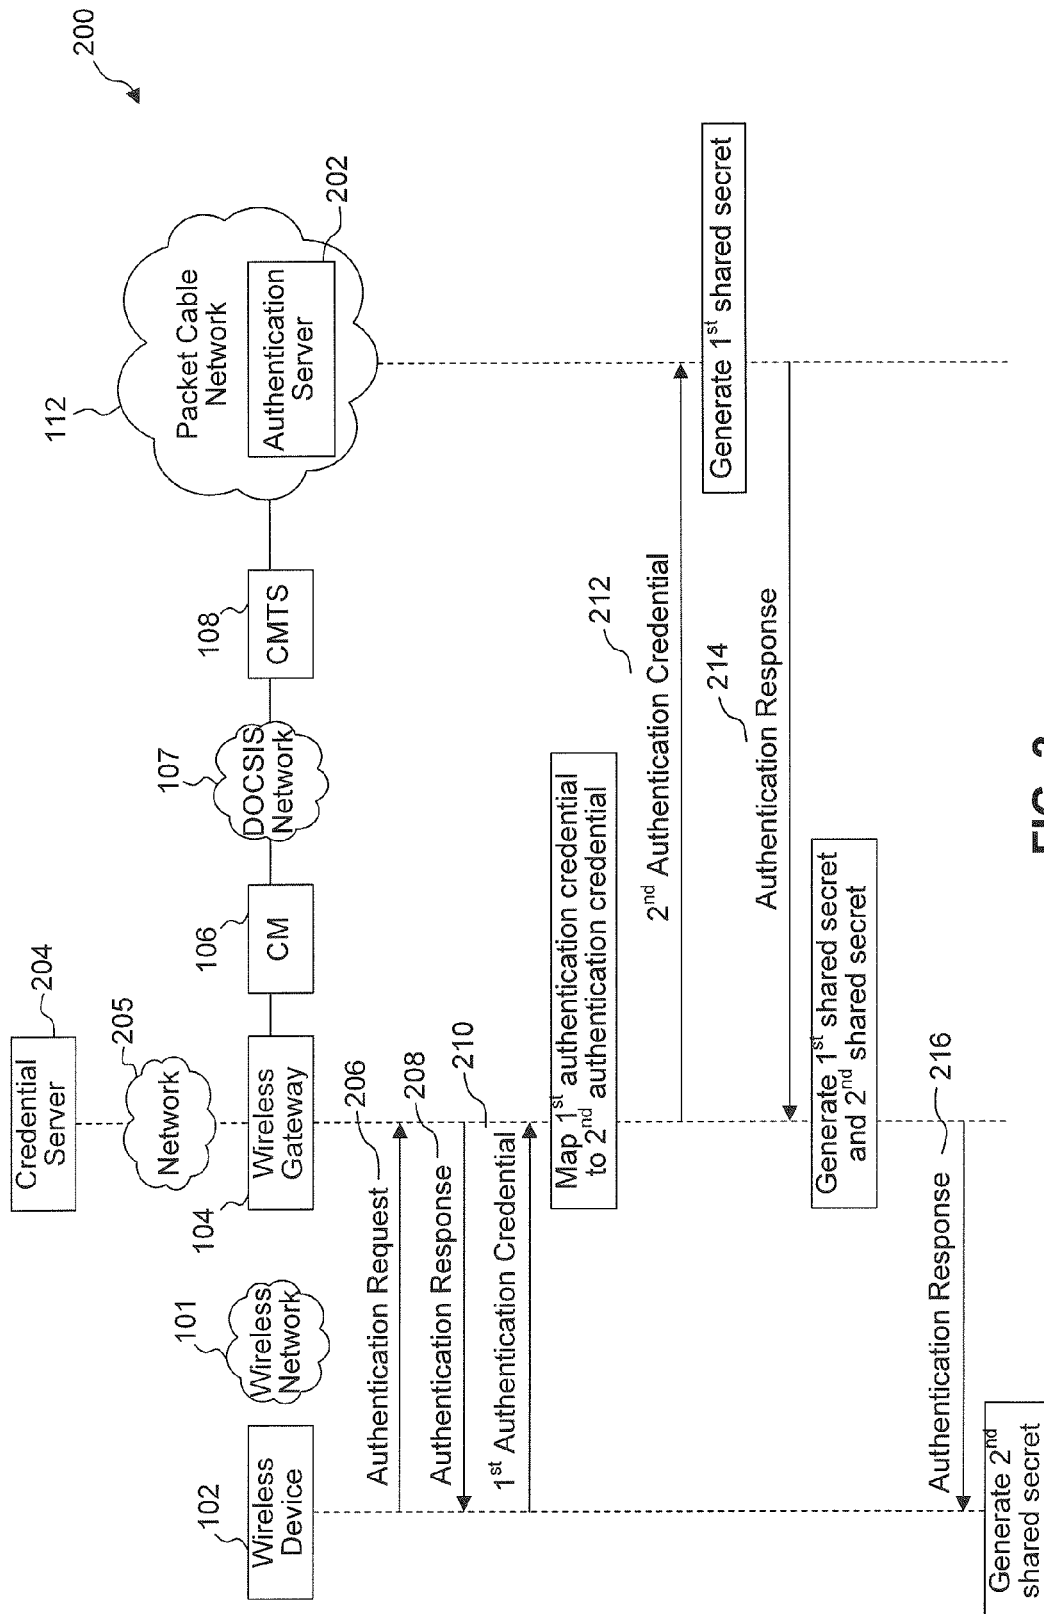 200
Credential
Server
204
205
Network
112
Packet Cable
Network
Authentication
Server
202
102
Wireless
Device
101
Wireless
Network
104
Wireless
Gateway
106
CM
107
DOCSIS
Network
108
CMTS
Authentication Request
206
Authentication Response
208
210
1st Authentication Credential
Map 1st authentication credential
to 2nd authentication credential
212
2nd Authentication Credential
Generate 1st shared secret
214
Authentication Response
Generate 1st shared secret
and 2nd shared secret
Authentication Response
216
Generate 2nd
shared secret